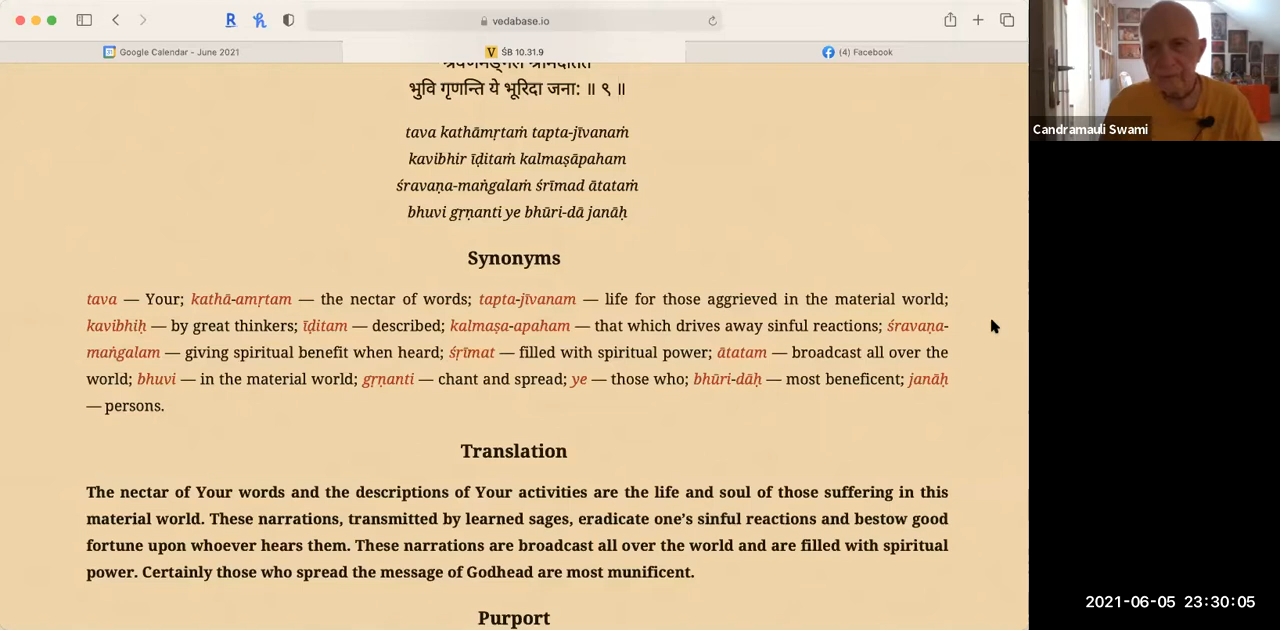 vedabase.io
Google Calendar - June 2021
ŚB 10.31.9
(4) Facebook
Candramauli Swami
भुवि गृणन्ति ये भूरिदा जना: ॥ ९ ॥
tava kathāmṛtaṁ tapta-jīvanaṁ
kavibhir īḍitaṁ kalmaṣāpaham
śravaṇa-maṅgalaṁ śrīmad ātataṁ
bhuvi gṛṇanti ye bhūri-dā janāḥ
Synonyms
tava — Your; kathā-amṛtam — the nectar of words; tapta-jīvanam — life for those aggrieved in the material world;
kavibhiḥ — by great thinkers; īḍitam — described; kalmaṣa-apaham — that which drives away sinful reactions; śravaṇa-
maṅgalam — giving spiritual benefit when heard; śṛīmat — filled with spiritual power; ātatam — broadcast all over the
world; bhuvi — in the material world; gṛṇanti — chant and spread; ye — those who; bhūri-dāḥ — most beneficent; janāḥ
— persons.
Translation
The nectar of Your words and the descriptions of Your activities are the life and soul of those suffering in this
material world. These narrations, transmitted by learned sages, eradicate one’s sinful reactions and bestow good
fortune upon whoever hears them. These narrations are broadcast all over the world and are filled with spiritual
power. Certainly those who spread the message of Godhead are most munificent.
Purport
2021-06-05 23:30:05